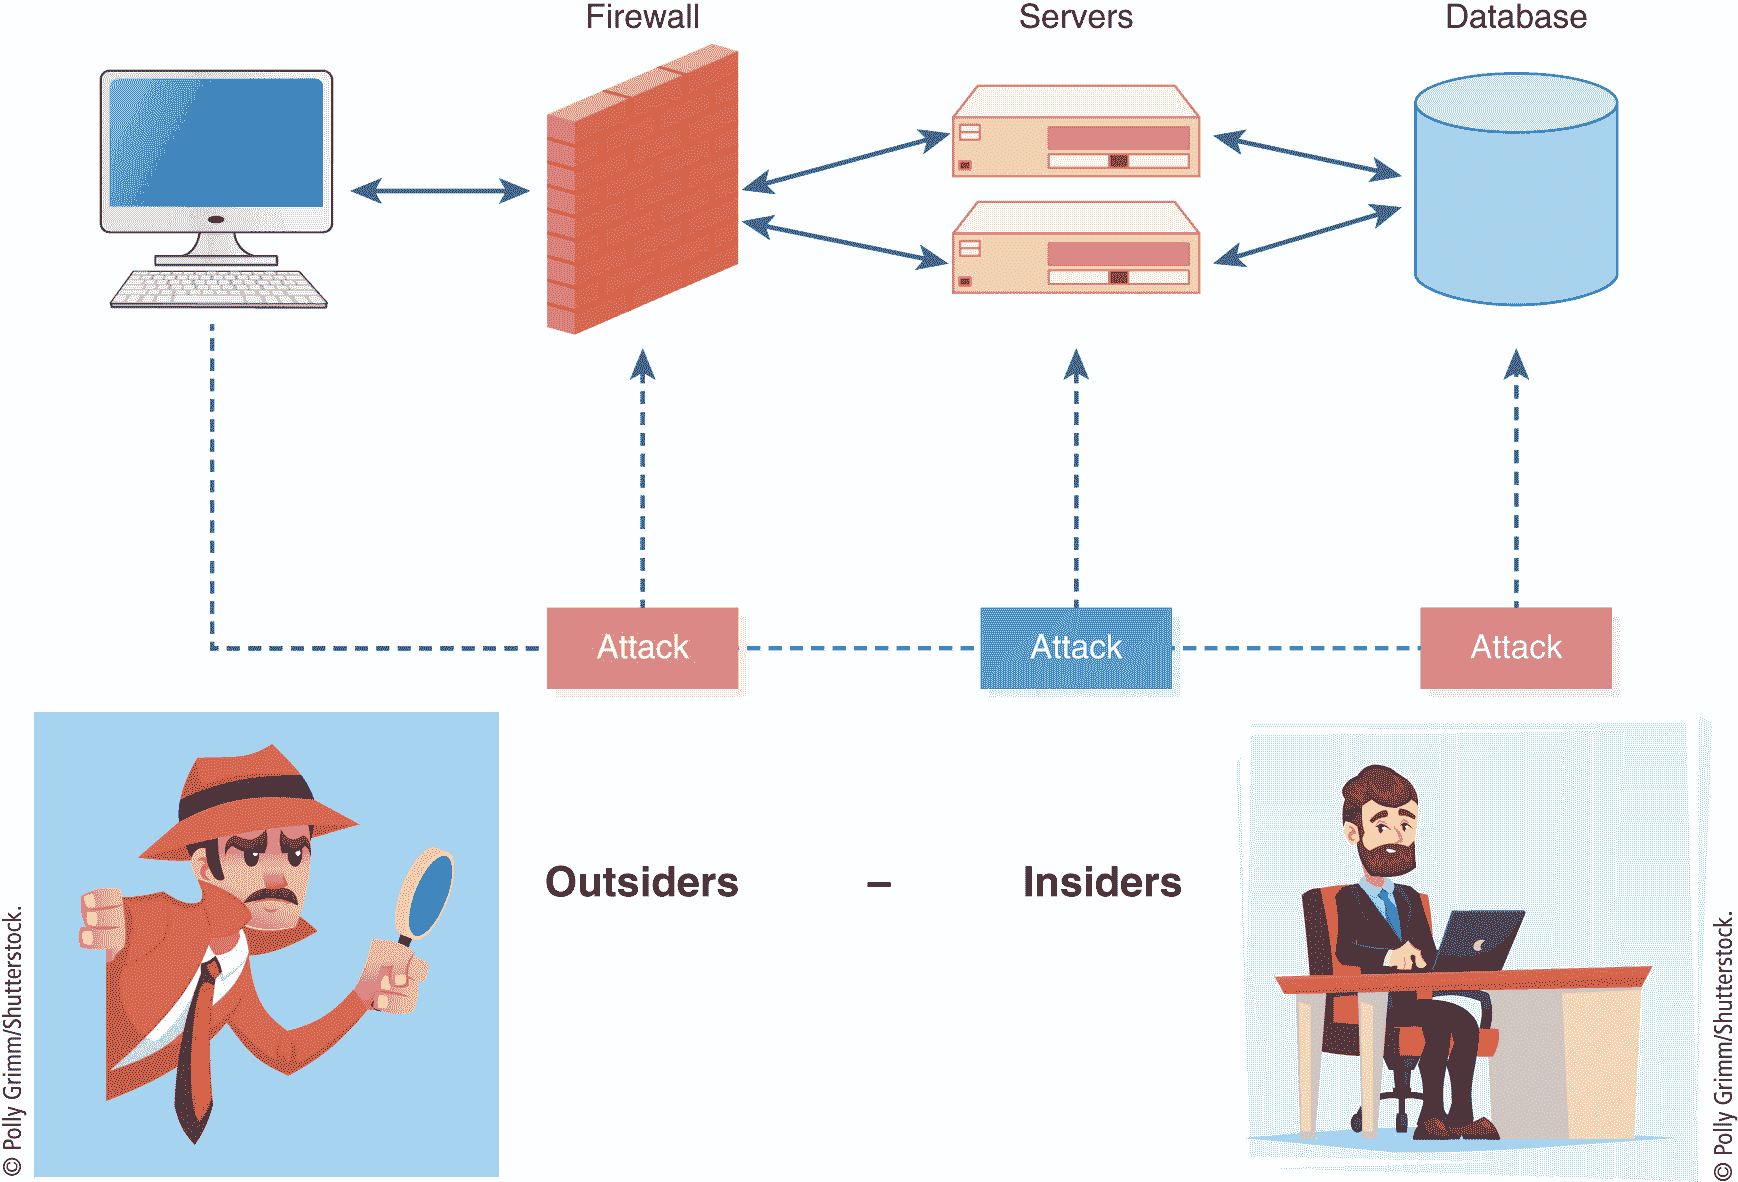 Firewall
Servers
Database
Attack
Attack
Attack
Outsiders – Insiders
© Polly Grimm/Shutterstock.
© Polly Grimm/Shutterstock.